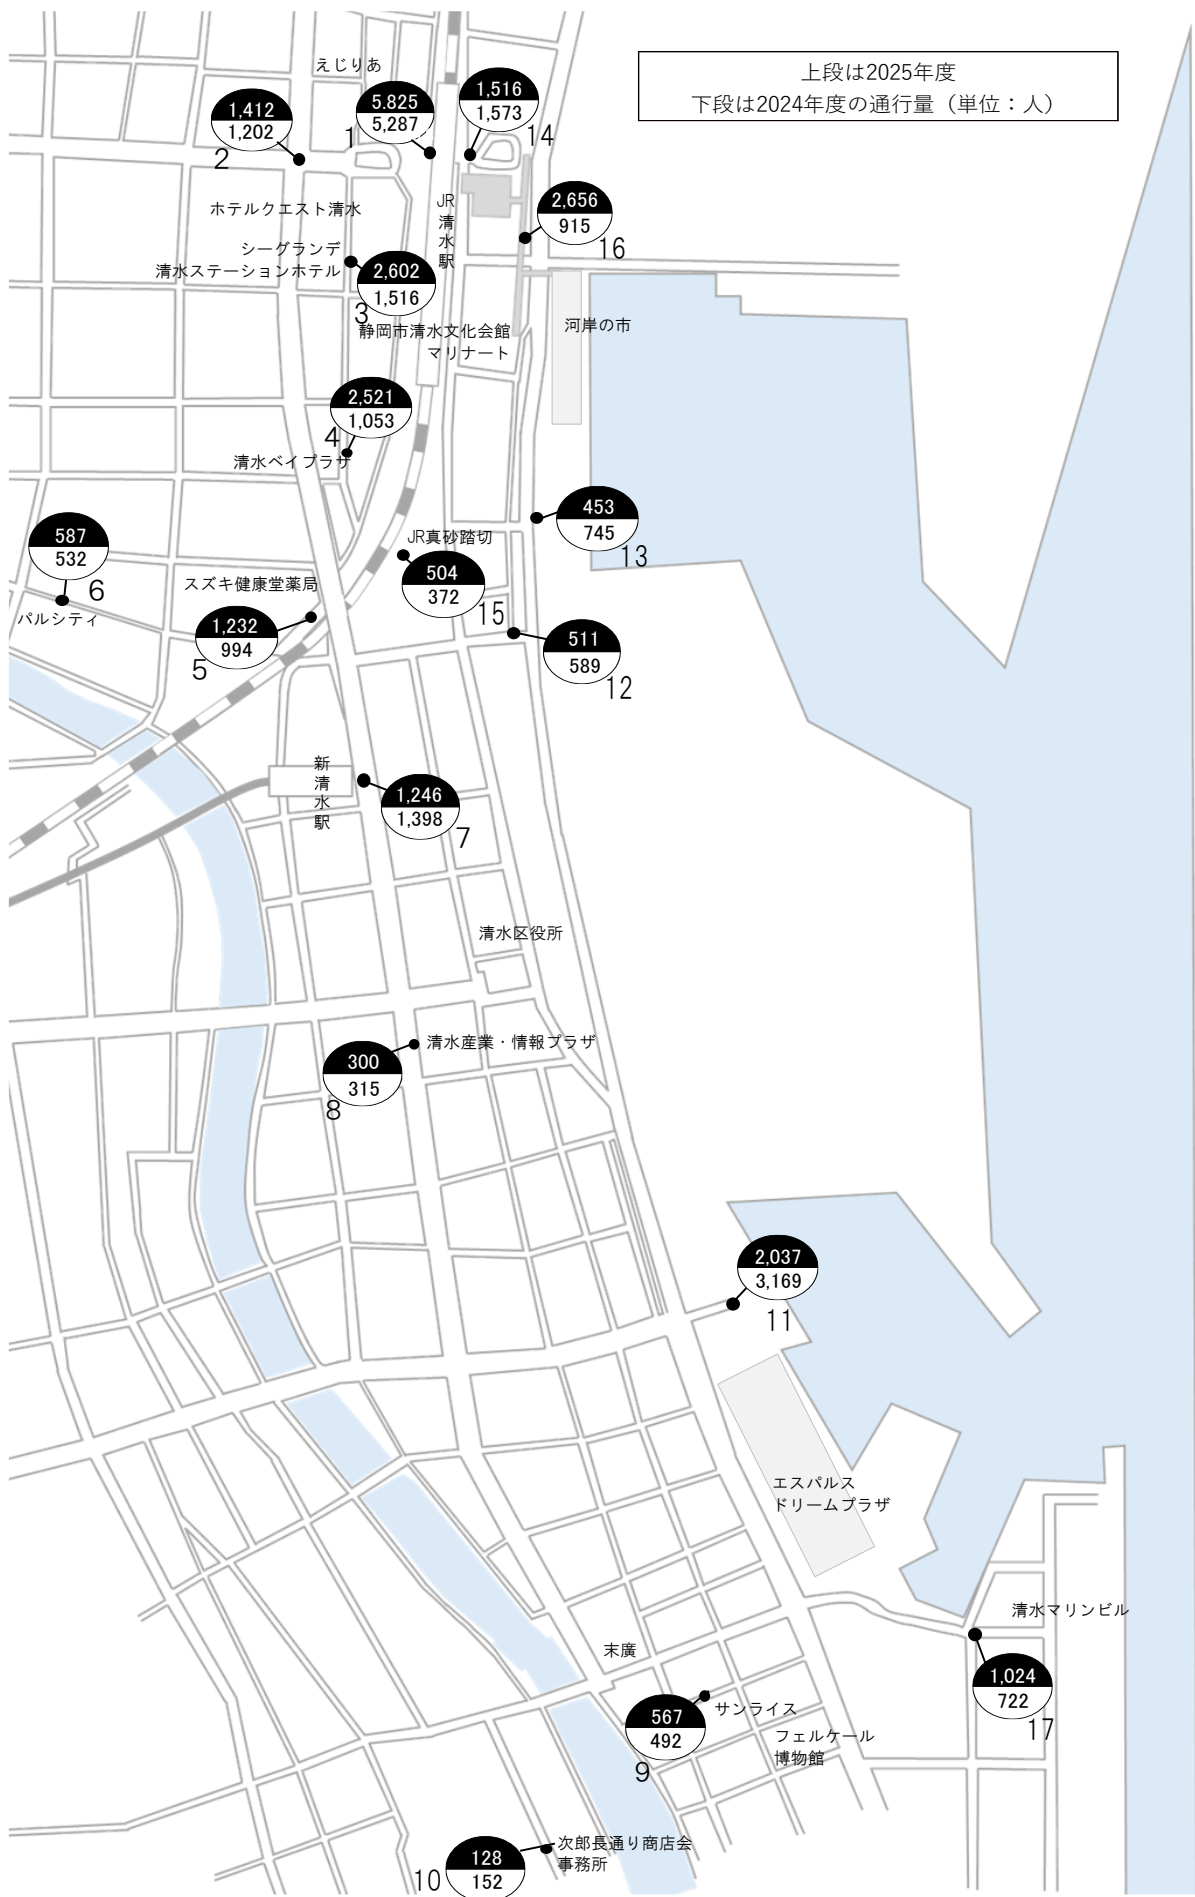 上段は2025年度
下段は2024年度の通行量（単位：人）
えじりあ
1,412
1,202
2
1
5.825
5,287
1,516
1,573
14
JR清水駅
2,656
915
16
ホテルクエスト清水
シーグランデ
清水ステーションホテル
2,602
1,516
3
静岡市清水文化会館
マリナート
河岸の市
2,521
1,053
4
清水ベイプラザ
453
745
13
JR真砂踏切
504
372
15
587
532
6
パルシティ
スズキ健康堂薬局
1,232
994
5
511
589
12
新清水駅
1,246
1,398
7
清水区役所
清水産業・情報プラザ
300
315
8
2,037
3,169
11
エスパルス
ドリームプラザ
清水マリンビル
1,024
722
17
末廣
567
492
9
サンライス
フェルケール
博物館
次郎長通り商店会
事務所
128
152
10